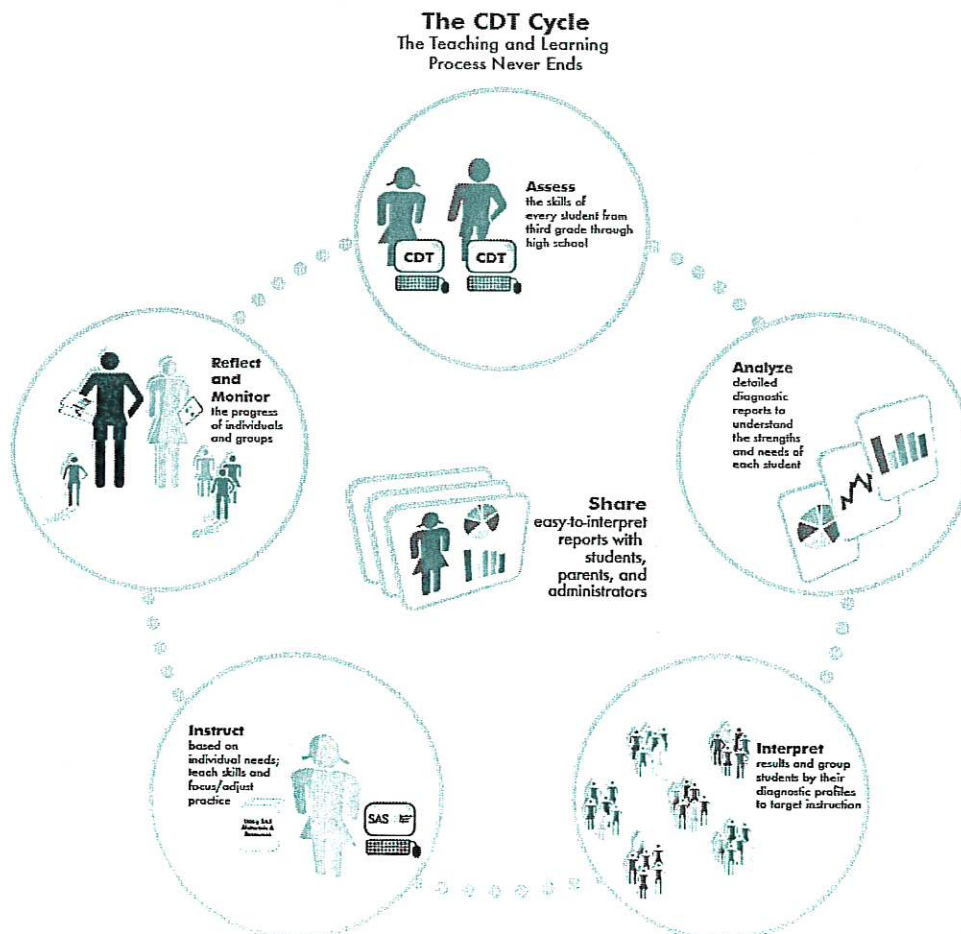 The CDT Cycle
The Teaching and Learning
Process Never Ends
Assess
the skills of
every student from
third grade through
high school
CDT
CDT
Analyze
detailed
diagnostic
reports to
understand
the strengths
and needs of
each student
Interpret
results and group
students by their
diagnostic profiles
to target instruction
Instruct
based on
individual needs;
teach skills and
focus/adjust
practice
Using SAS
Materials &
Resources
SAS
Reflect
and
Monitor
the progress
of individuals
and groups
Share
easy-to-interpret
reports with
students,
parents, and
administrators